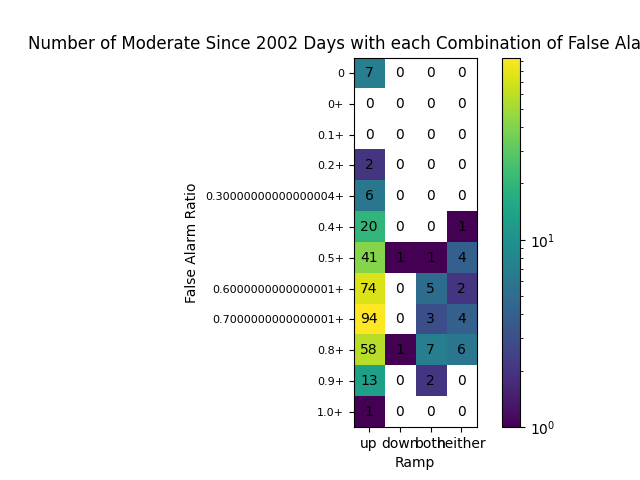 Number of Moderate Since 2002 Days with each Combination of False Ala
0 7 0 0 0
0+ 0 0 0 0
0.1+ 0 0 0 0
0.2+ 2 0 0 0
0.30000000000000004+ 6 0 0 0
0.4+ 20 0 0 1
0.5+ 41 1 1 4
0.6000000000000001+ 74 0 5 2
0.7000000000000001+ 94 0 3 4
0.8+ 58 1 7 6
0.9+ 13 0 2 0
1.0+ 1 0 0 0
up down both neither
Ramp
False Alarm Ratio
10^1
10^0